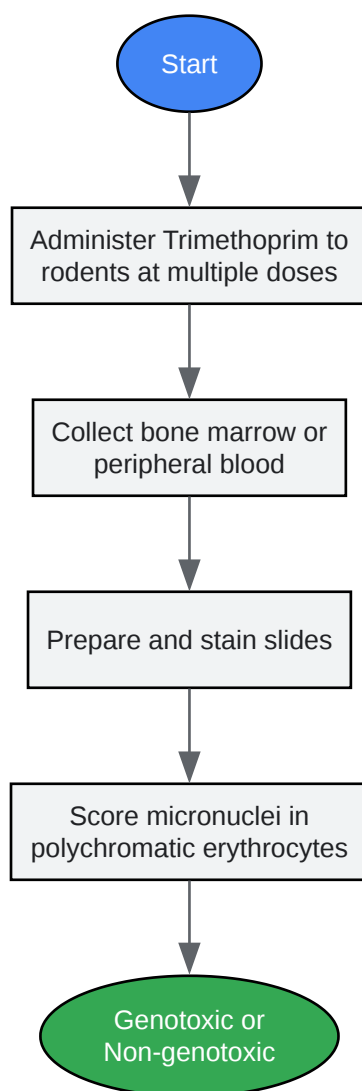 Start
Administer Trimethoprim to
rodents at multiple doses
Collect bone marrow or
peripheral blood
Prepare and stain slides
Score micronuclei in
polychromatic erythrocytes
Genotoxic or
Non-genotoxic